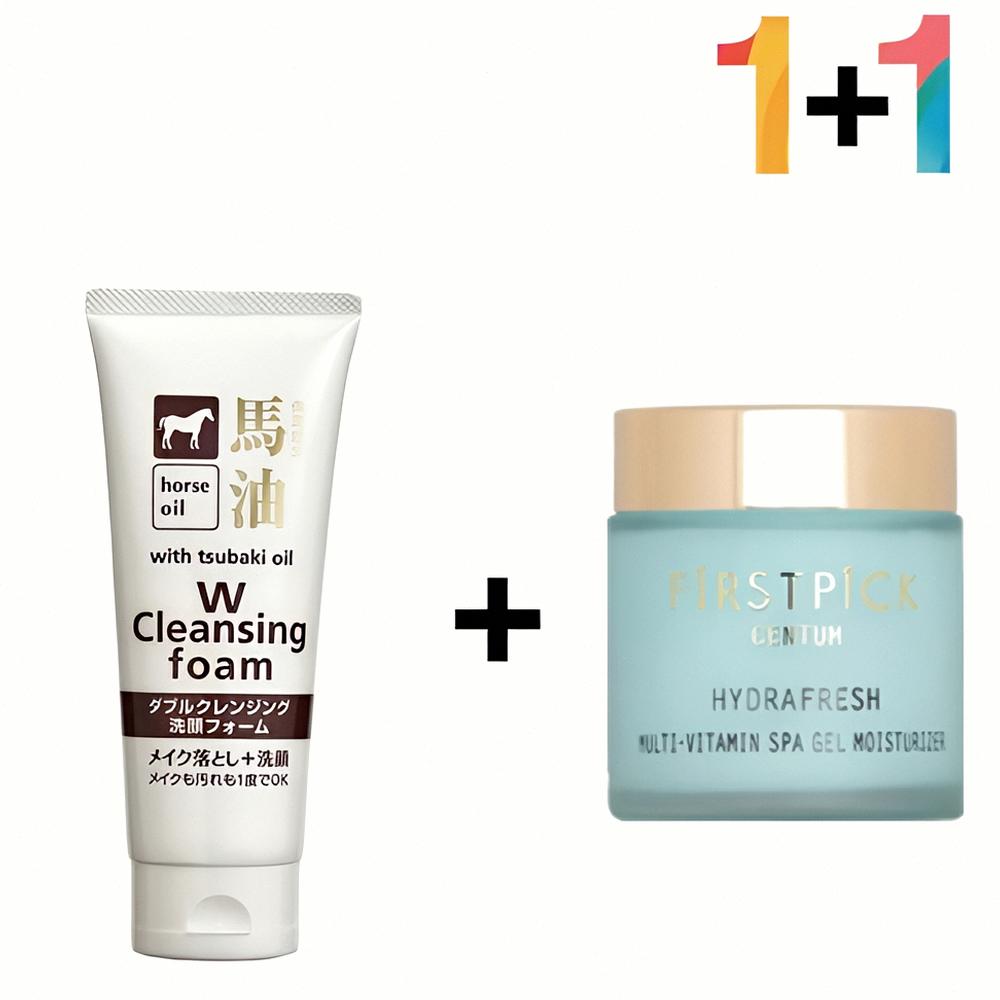 1+1
馬油
horse
oil
with tsubaki oil
W
Cleansing
foam
ダブルクレンジング
洗顔フォーム
メイク落とし+洗顔
メイクも汚れも1度でOK
+
FIRSTPICK
CENTUM
HYDRAFRESH
MULTI-VITAMIN SPA GEL MOISTURIZER